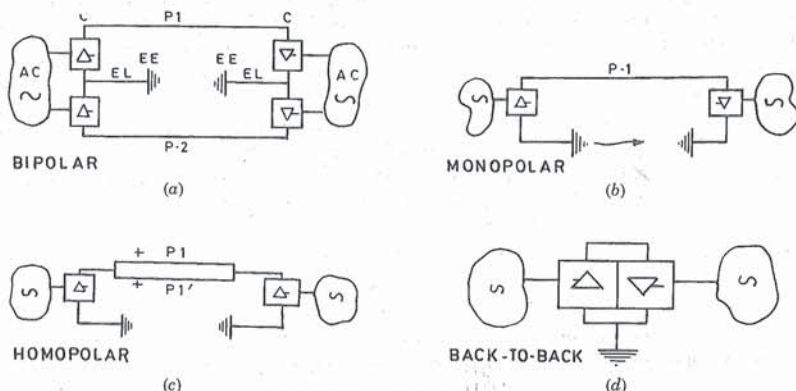 C P1 C
EE EE
AC EL EL AC
P-2
BIPOLAR
(a)
P-1
S S
MONOPOLAR
(b)
+ P1
+ P1'
S S
HOMOPOLAR
(c)
S S
BACK-TO-BACK
(d)